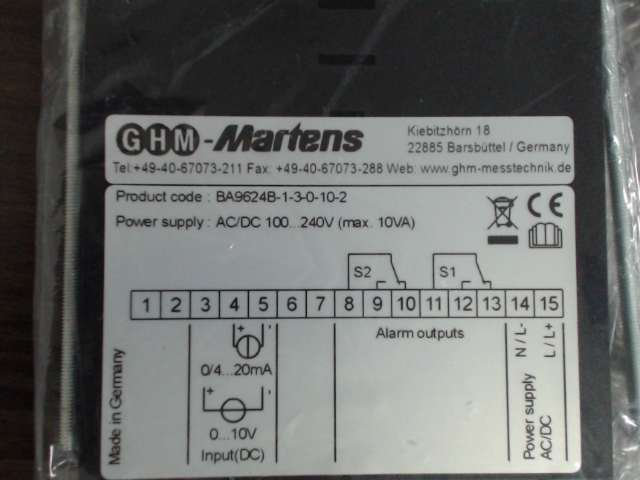 GHM-Martens
Kiebitzhörn 18
22885 Barsbüttel / Germany
Tel:+49-40-67073-211 Fax: +49-40-67073-288 Web: www.ghm-messtechnik.de
Product code : BA9624B-1-3-0-10-2
Power supply : AC/DC 100...240V (max. 10VA)
CE
S2 S1
1 2 3 4 5 6 7 8 9 10 11 12 13 14 15
+ -
0/4...20mA
+ -
0...10V
Input(DC)
Alarm outputs
N / L-
L / L+
Power supply
AC/DC
Made in Germany